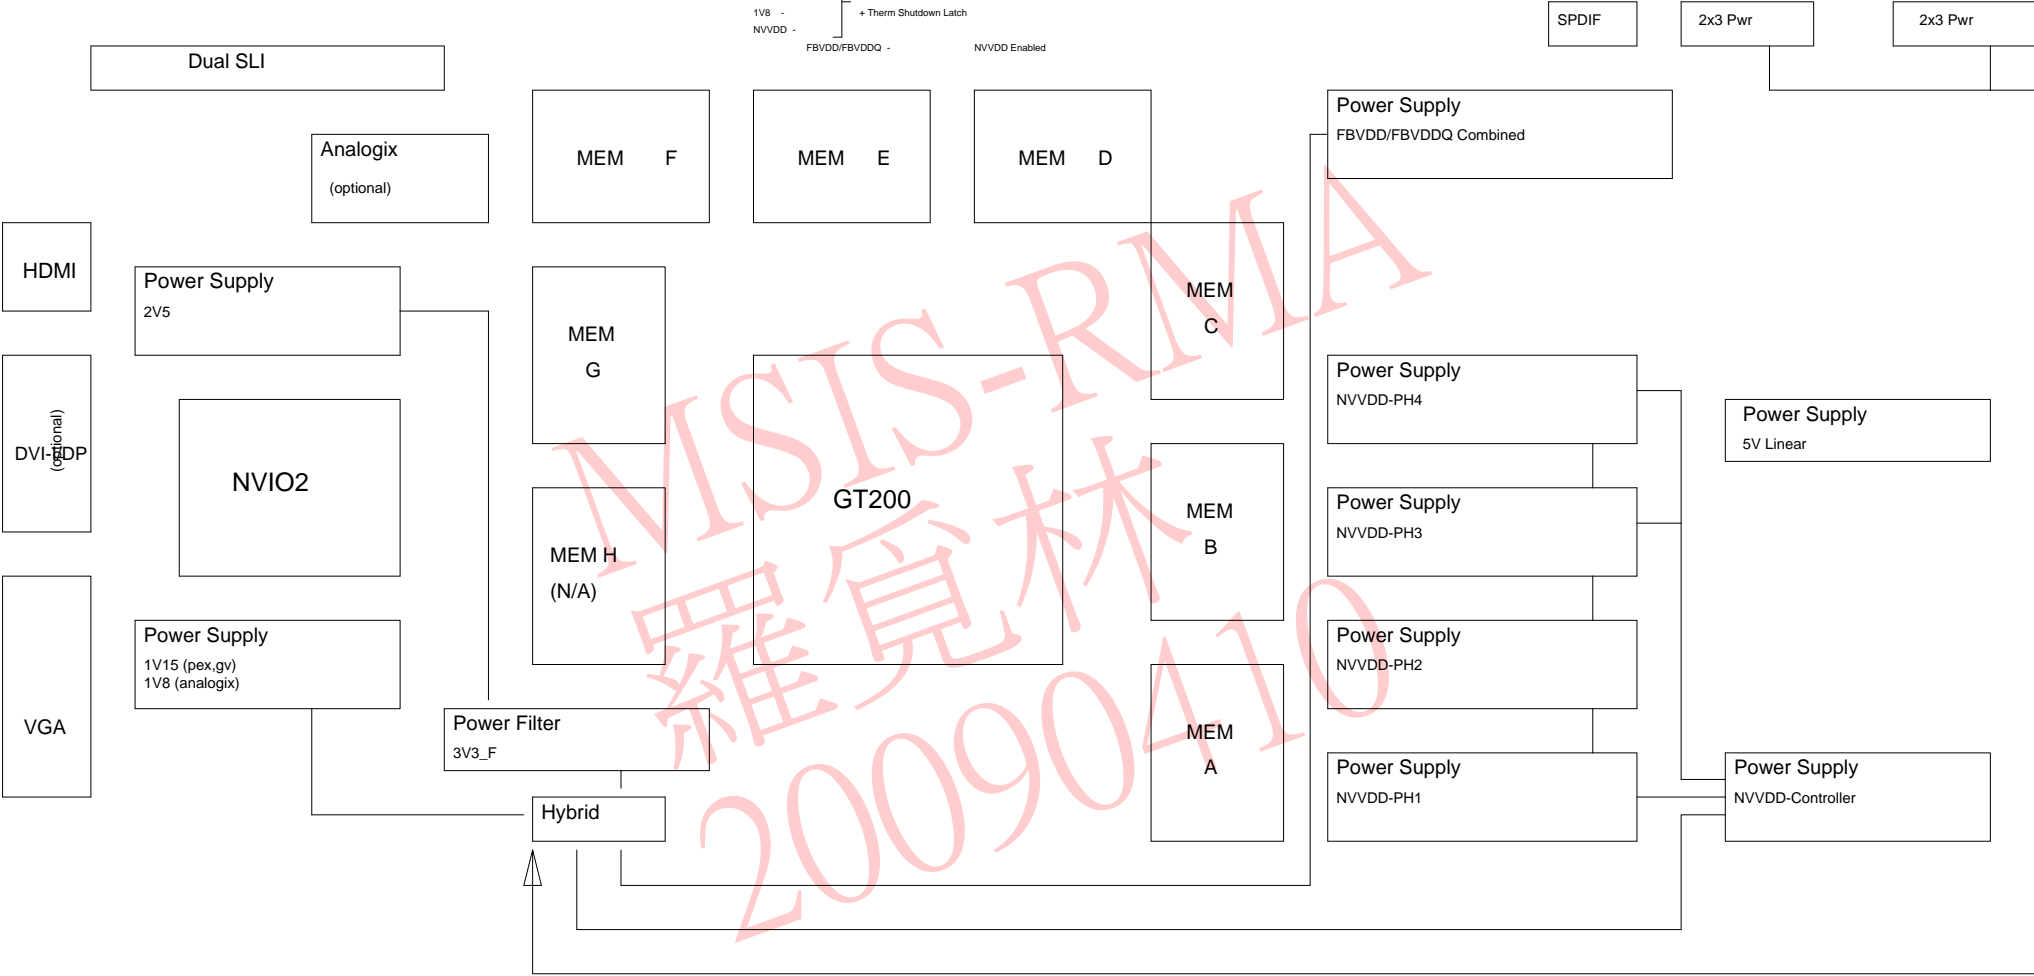 1V8 -
+ Therm Shutdown Latch
NVVDD -
FBVDD/FBVDDQ -
NVVDD Enabled
SPDIF
2x3 Pwr
2x3 Pwr
Dual SLI
Analogix
(optional)
MEM F
MEM E
MEM D
Power Supply
FBVDD/FBVDDQ Combined
HDMI
Power Supply
2V5
MEM
G
MEM
C
Power Supply
NVVDD-PH4
Power Supply
5V Linear
(optional)
NVIO2
GT200
MEM
B
Power Supply
NVVDD-PH3
MEM H
(N/A)
Power Supply
1V15 (pex,gv)
1V8 (analogix)
Power Supply
NVVDD-PH2
VGA
Power Filter
3V3_F
MEM
A
Power Supply
NVVDD-PH1
Power Supply
NVVDD-Controller
Hybrid
MSIS-RMA
羅覓林
20090410